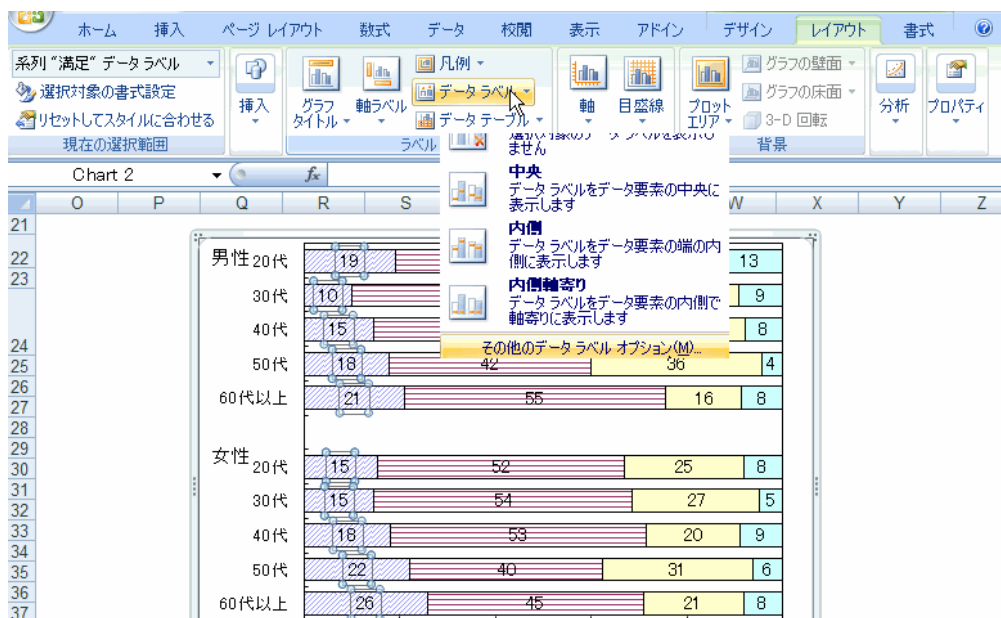 ホーム 挿入 ページ レイアウト 数式 データ 校閲 表示 アドイン デザイン レイアウト 書式
系列 "満足" データ ラベル
選択対象の書式設定
リセットしてスタイルに合わせる
現在の選択範囲
挿入
グラフ
タイトル
軸ラベル
凡例
データ ラベル
データ テーブル
ラベル
軸
目盛線
プロット
エリア
グラフの壁面
グラフの床面
3-D 回転
背景
分析
プロパティ
Chart 2
fx
ません
中央
データ ラベルをデータ要素の中央に
表示します
内側
データ ラベルをデータ要素の端の内
側に表示します
内側軸寄り
データ ラベルをデータ要素の内側で
軸寄りに表示します
その他のデータ ラベル オプション(M)...
O P Q R S W X Y Z
21
22
23
24
25
26
27
28
29
30
31
32
33
34
35
36
37
男性 20代 19 13
30代 10 9
40代 15 8
50代 18 42 36 4
60代以上 21 55 16 8
女性 20代 15 52 25 8
30代 15 54 27 5
40代 18 53 20 9
50代 22 40 31 6
60代以上 26 45 21 8